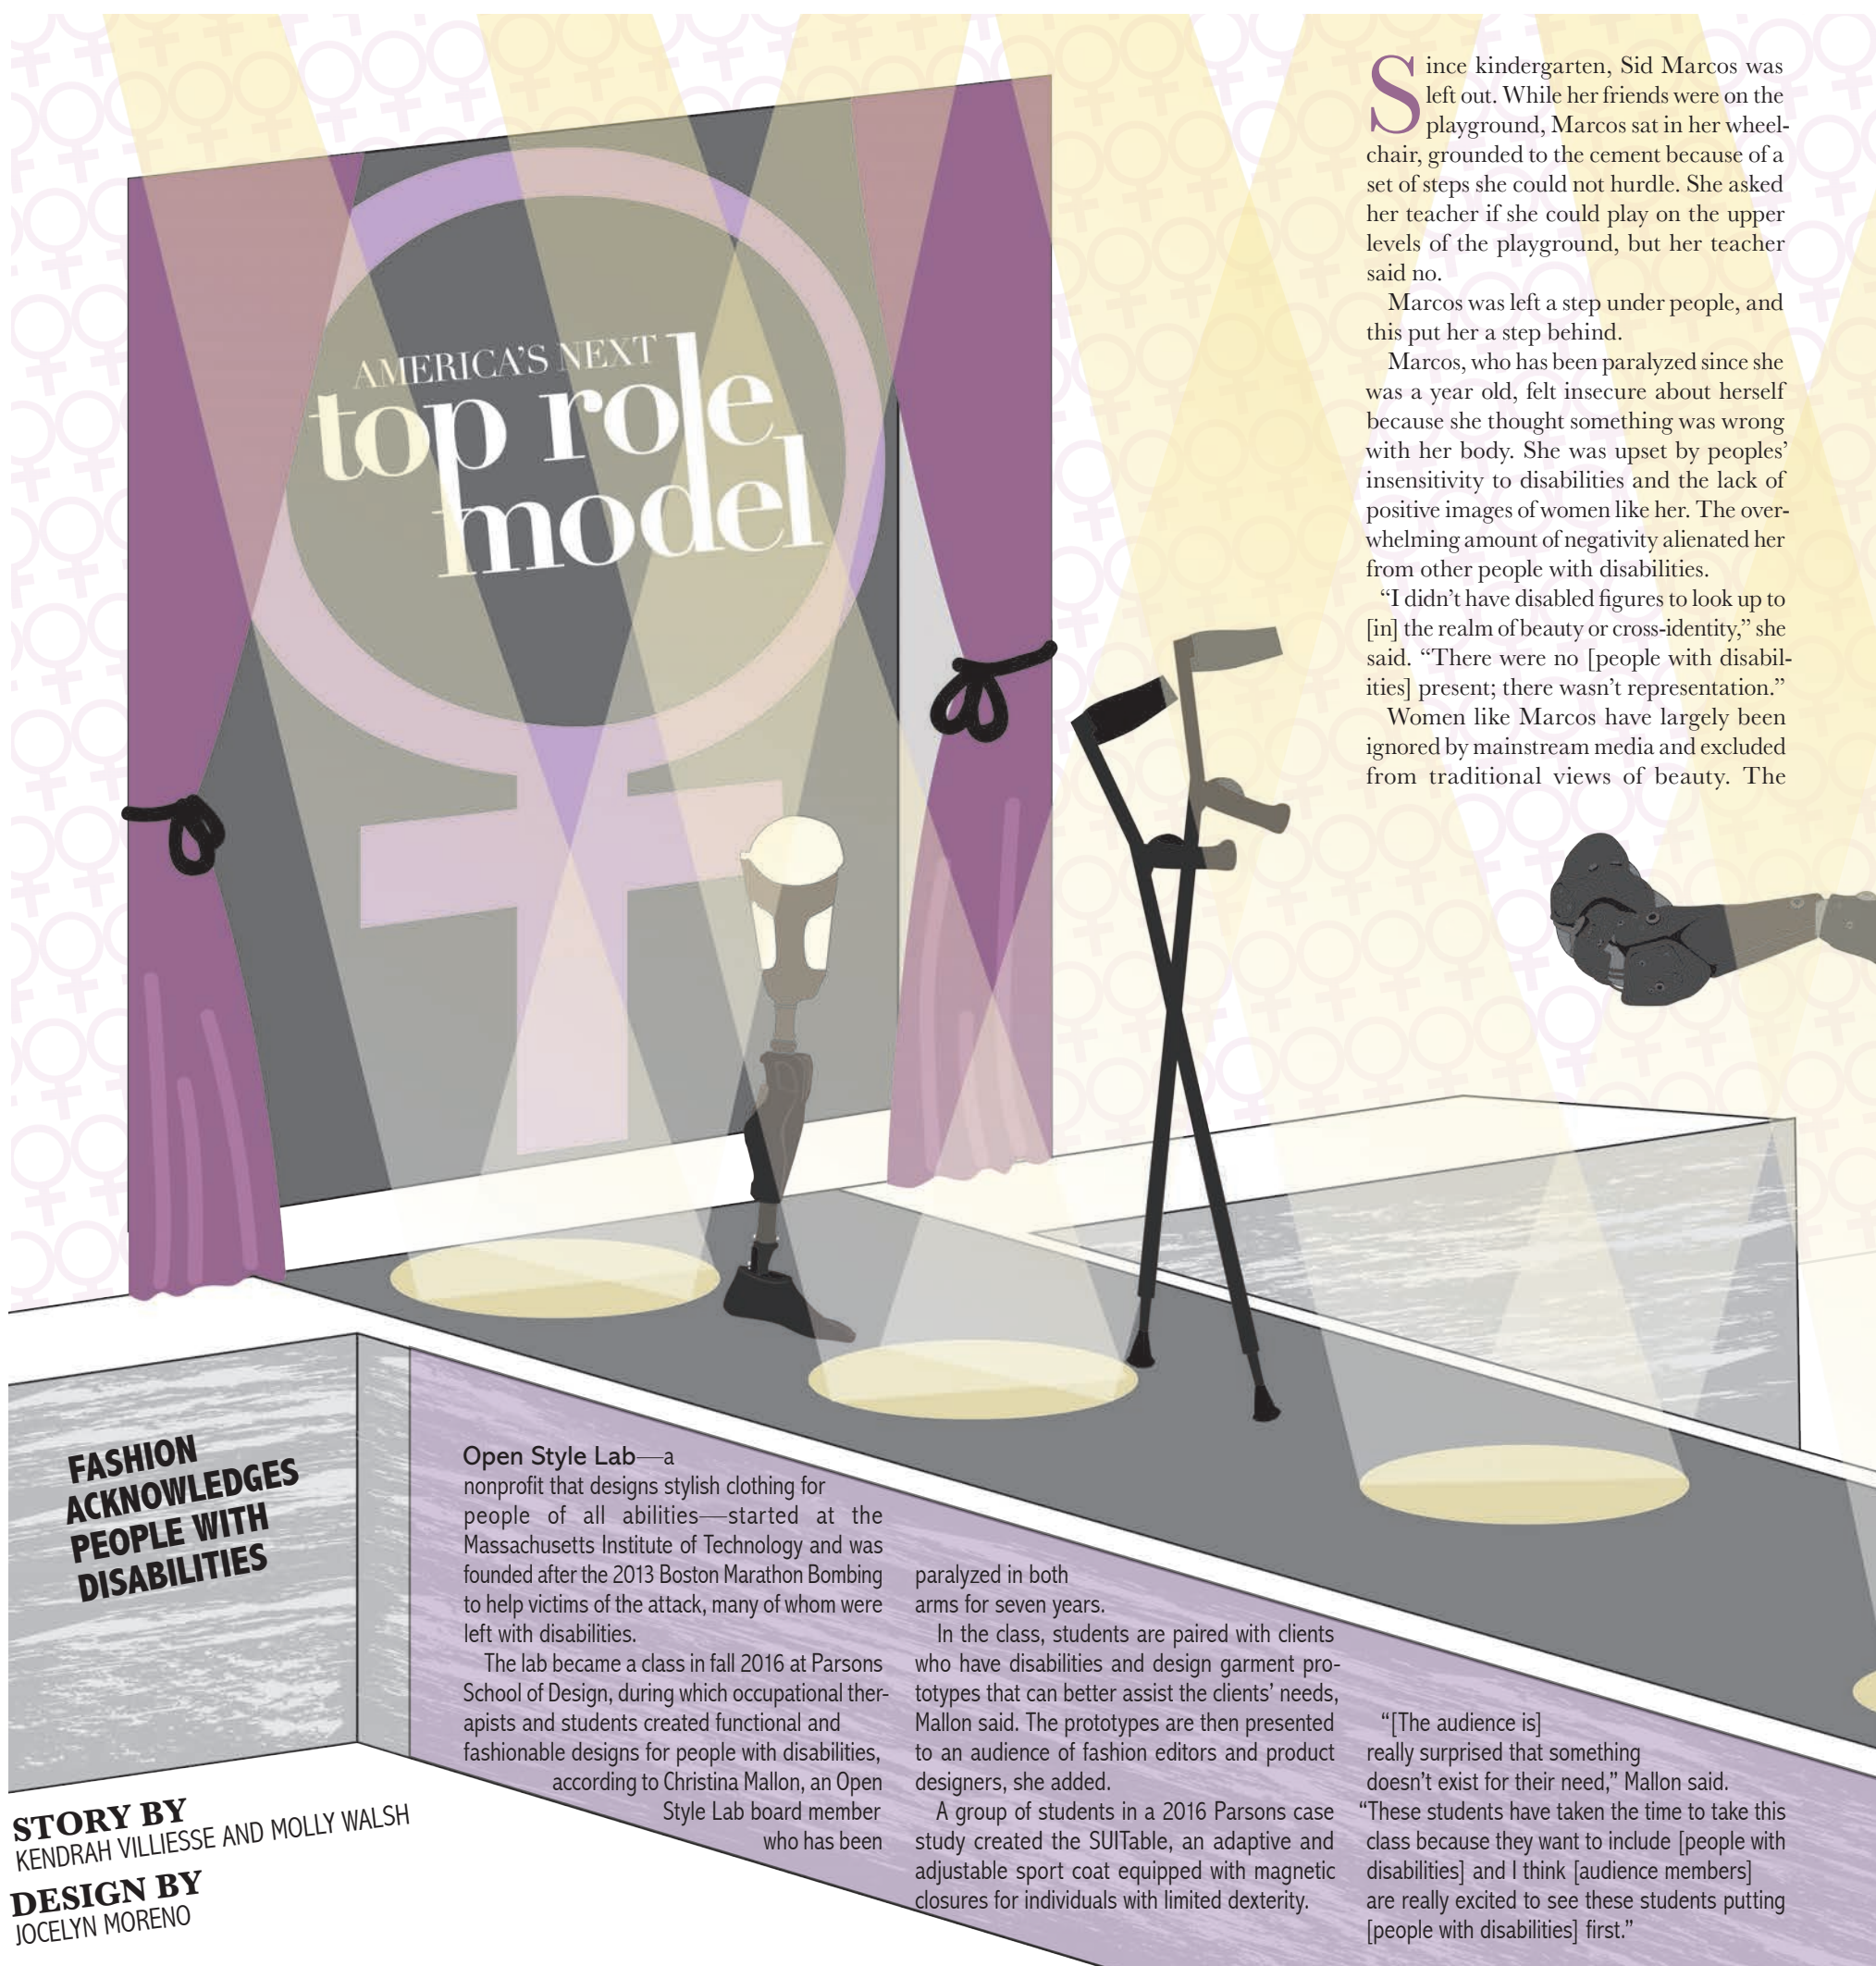 AMERICA'S NEXT
top role
model
Since kindergarten, Sid Marcos was
left out. While her friends were on the
playground, Marcos sat in her wheel-
chair, grounded to the cement because of a
set of steps she could not hurdle. She asked
her teacher if she could play on the upper
levels of the playground, but her teacher
said no.
Marcos was left a step under people, and
this put her a step behind.
Marcos, who has been paralyzed since she
was a year old, felt insecure about herself
because she thought something was wrong
with her body. She was upset by peoples'
insensitivity to disabilities and the lack of
positive images of women like her. The over-
whelming amount of negativity alienated her
from other people with disabilities.
“I didn't have disabled figures to look up to
[in] the realm of beauty or cross-identity,” she
said. “There were no [people with disabil-
ities] present; there wasn't representation.”
Women like Marcos have largely been
ignored by mainstream media and excluded
from traditional views of beauty. The
FASHION
ACKNOWLEDGES
PEOPLE WITH
DISABILITIES
STORY BY
KENDRAH VILLIESSE AND MOLLY WALSH
DESIGN BY
JOCELYN MORENO
Open Style Lab—a
nonprofit that designs stylish clothing for
people of all abilities—started at the
Massachusetts Institute of Technology and was
founded after the 2013 Boston Marathon Bombing
to help victims of the attack, many of whom were
left with disabilities.
The lab became a class in fall 2016 at Parsons
School of Design, during which occupational ther-
apists and students created functional and
fashionable designs for people with disabilities,
according to Christina Mallon, an Open
Style Lab board member
who has been
paralyzed in both
arms for seven years.
In the class, students are paired with clients
who have disabilities and design garment pro-
totypes that can better assist the clients' needs,
Mallon said. The prototypes are then presented
to an audience of fashion editors and product
designers, she added.
A group of students in a 2016 Parsons case
study created the SUITable, an adaptive and
adjustable sport coat equipped with magnetic
closures for individuals with limited dexterity.
“[The audience is]
really surprised that something
doesn't exist for their need,” Mallon said.
“These students have taken the time to take this
class because they want to include [people with
disabilities] and I think [audience members]
are really excited to see these students putting
[people with disabilities] first.”